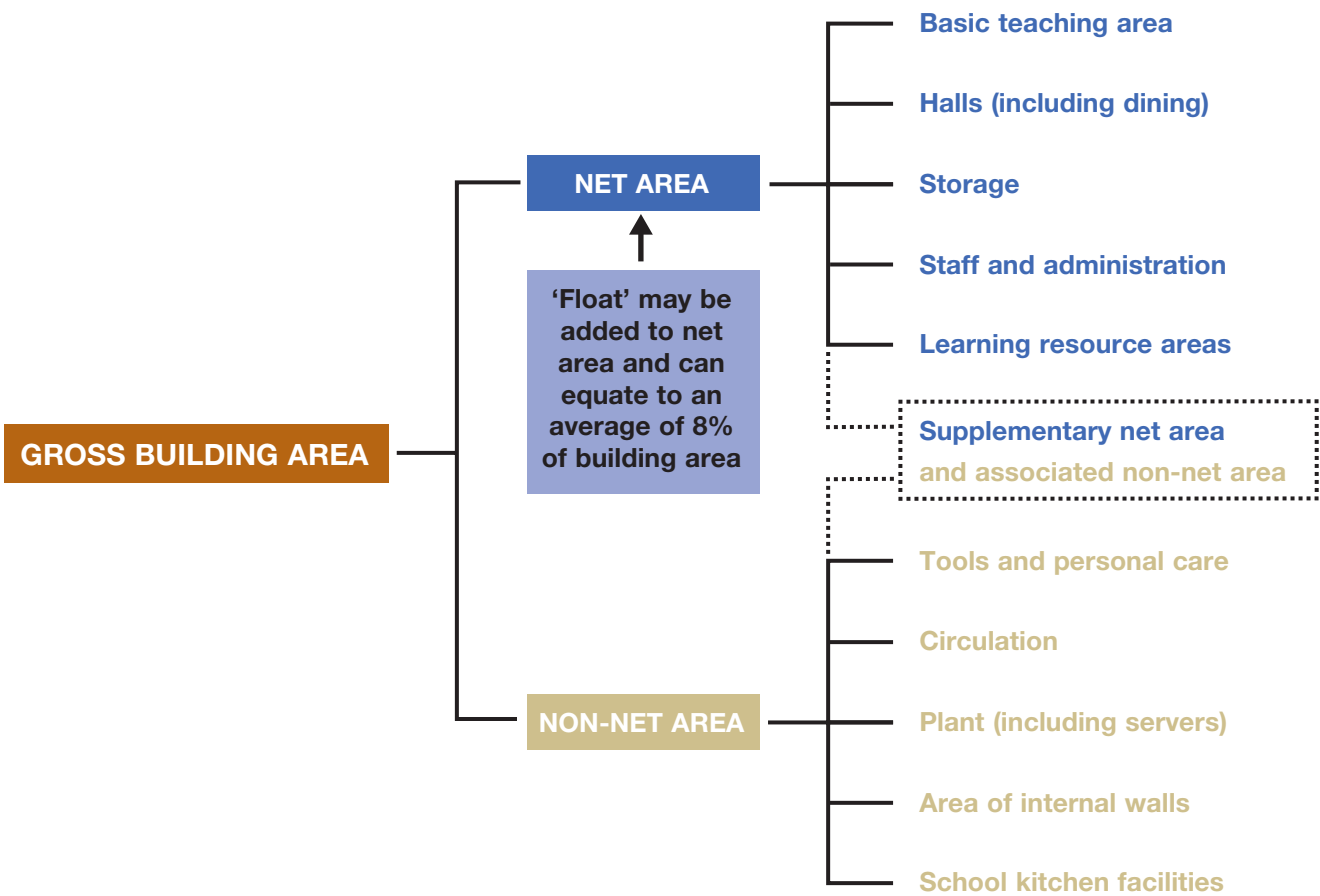 Basic teaching area
Halls (including dining)
NET AREA
Storage
Staff and administration
‘Float’ may be
added to net
area and can
equate to an
average of 8%
of building area
Learning resource areas
GROSS BUILDING AREA
Supplementary net area
and associated non-net area
Tools and personal care
Circulation
NON-NET AREA
Plant (including servers)
Area of internal walls
School kitchen facilities